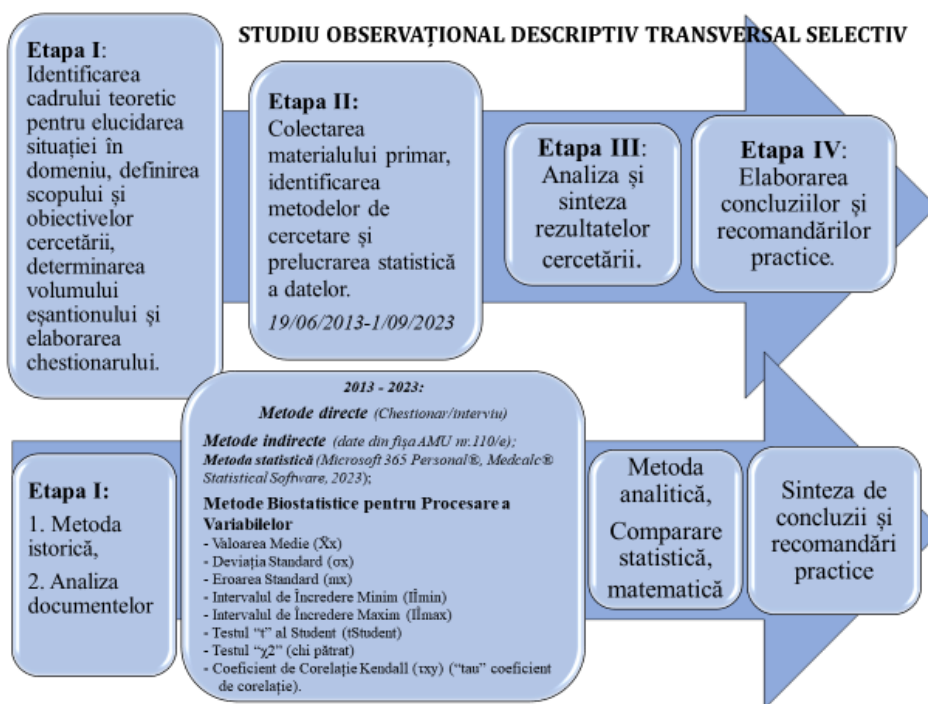 STUDIU OBSERVAȚIONAL DESCRIPTIV TRANSVERSAL SELECTIV
Etapa I:
Identificarea
cadrului teoretic
pentru elucidarea
situației în
domeniu, definirea
scopului și
obiectivelor
cercetării,
determinarea
volumului
eșantionului și
elaborarea
chestionarului.
Etapa II:
Colectarea
materialului primar,
identificarea
metodelor de
cercetare și
prelucrarea statistică
a datelor.
19/06/2013-1/09/2023
Etapa III:
Analiza și
sinteza
rezultatelor
cercetării.
Etapa IV:
Elaborarea
concluziilor și
recomandărilor
practice.
Etapa I:
1. Metoda
istorică,
2. Analiza
documentelor
2013 - 2023:
Metode directe (Chestionar/interviu)
Metode indirecte (date din fișa AMU nr.110/e);
Metoda statistică (Microsoft 365 Personal®, Medcalc®
Statistical Software, 2023);
Metode Biostatistice pentru Procesare a
Variabilelor
- Valoarea Medie (X̄x)
- Deviația Standard (σx)
- Eroarea Standard (mx)
- Intervalul de Încredere Minim (IÎmin)
- Intervalul de Încredere Maxim (IÎmax)
- Testul “t” al Student (tStudent)
- Testul “χ2” (chi pătrat)
- Coeficient de Corelație Kendall (τxy) (“tau” coeficient
de corelație).
Metoda
analitică,
Comparare
statistică,
matematică
Sinteza de
concluzii și
recomandări
practice